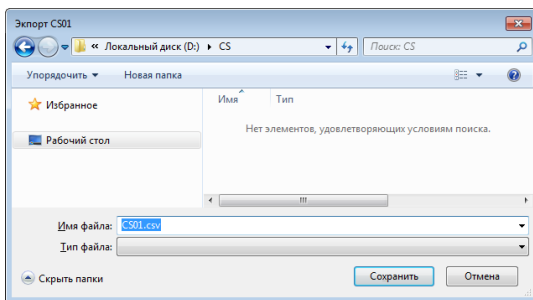 Экспорт CS01
« Локальный диск (D:) CS
Поиск: CS
Упорядочить Новая папка
Избранное
Рабочий стол
Имя Тип
Нет элементов, удовлетворяющих условиям поиска.
Имя файла: CS01.csv
Тип файла:
Скрыть папки
Сохранить Отмена